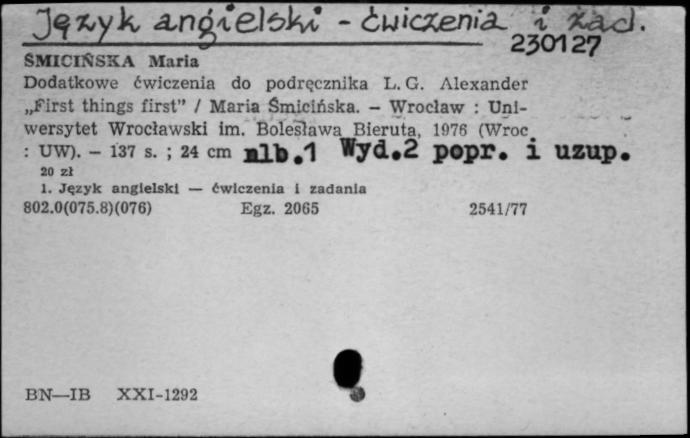 Język angielski - ćwiczenia i zad.
230127
ŚMICIŃSKA Maria
Dodatkowe ćwiczenia do podręcznika L. G. Alexander
„First things first” / Maria Śmicińska. – Wrocław : Uni-
wersytet Wrocławski im. Bolesława Bieruta, 1976 (Wroc
: UW). – 137 s. ; 24 cm nlb.1 Wyd.2 popr. i uzup.
20 zł
1. Język angielski — ćwiczenia i zadania
802.0(075.8)(076) Egz. 2065 2541/77
BN—IB XXI-1292